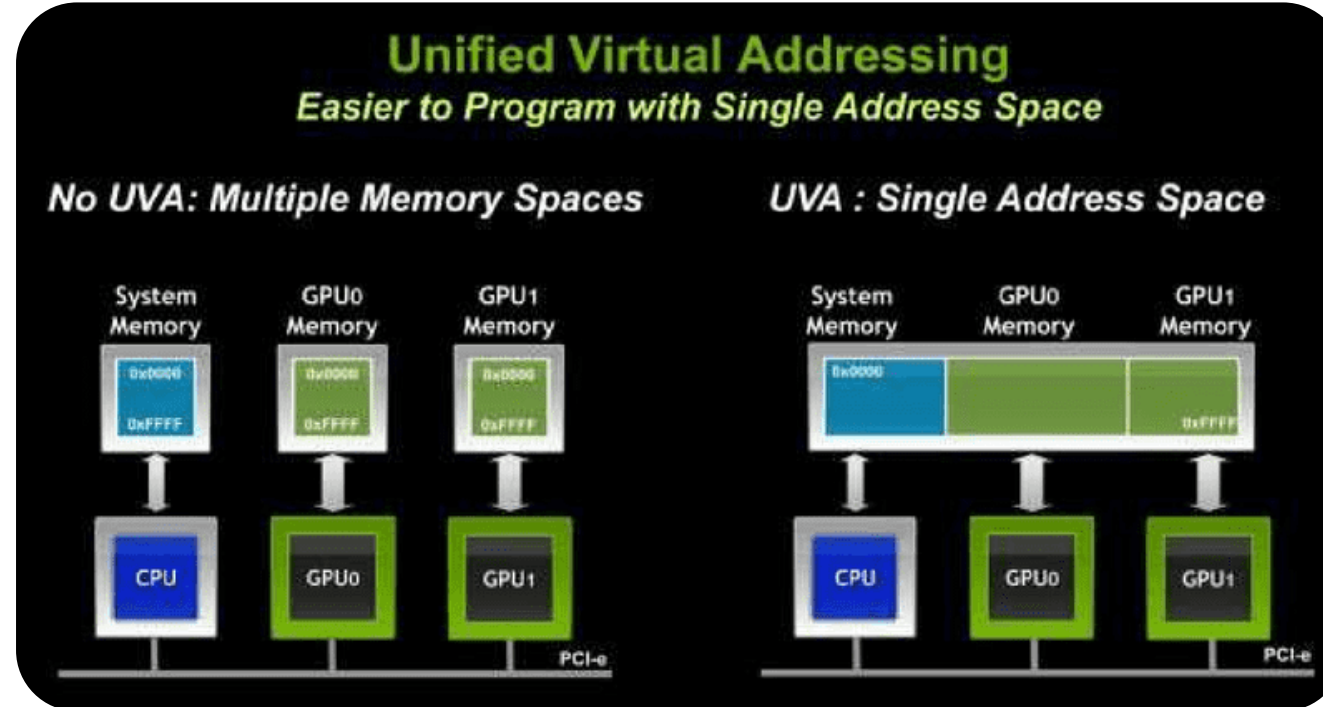 Unified Virtual Addressing
Easier to Program with Single Address Space
No UVA: Multiple Memory Spaces
System
Memory
GPU0
Memory
GPU1
Memory
0x0000
0xFFFF
0x0000
0xFFFF
0x0000
0xFFFF
CPU
GPU0
GPU1
PCI-e
UVA : Single Address Space
System
Memory
GPU0
Memory
GPU1
Memory
0x0000
0xFFFF
CPU
GPU0
GPU1
PCI-e